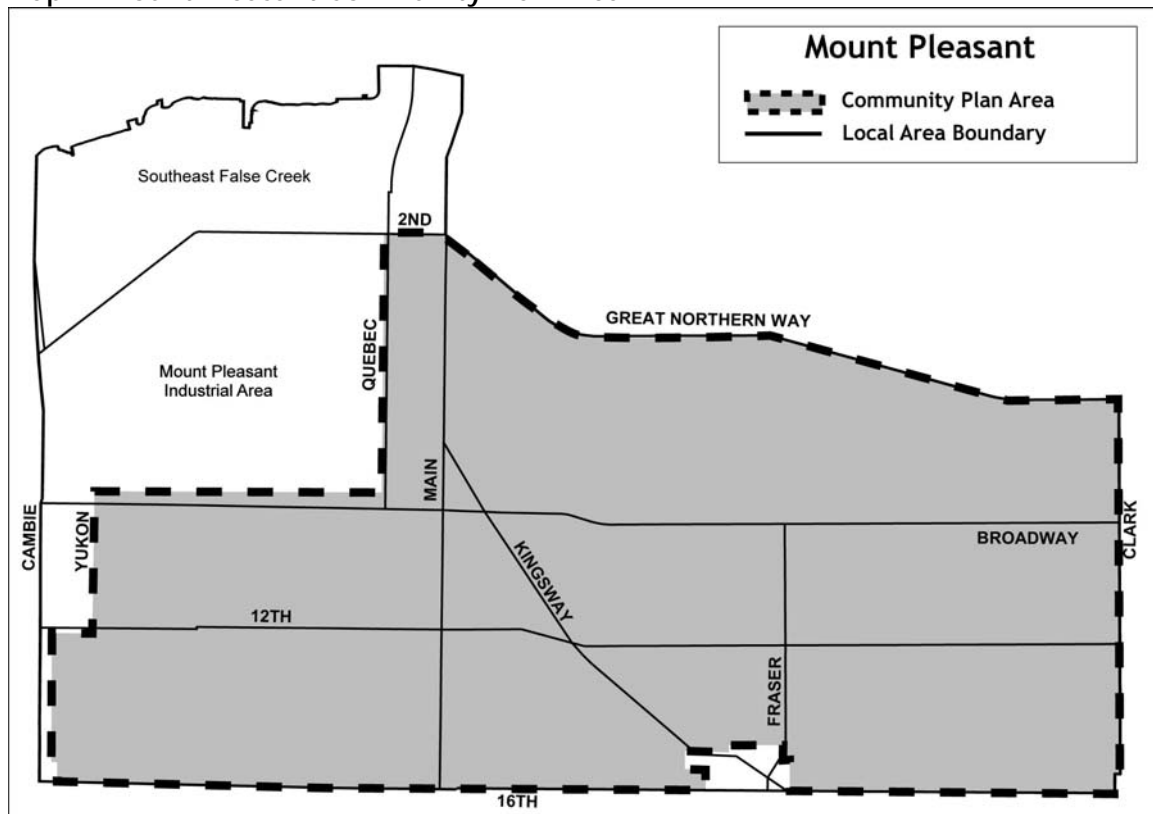 Mount Pleasant
Community Plan Area
Local Area Boundary
Southeast False Creek
2ND
GREAT NORTHERN WAY
QUEBEC
Mount Pleasant
Industrial Area
MAIN
CAMBIE
YUKON
KINGSWAY
BROADWAY
CLARK
12TH
FRASER
16TH